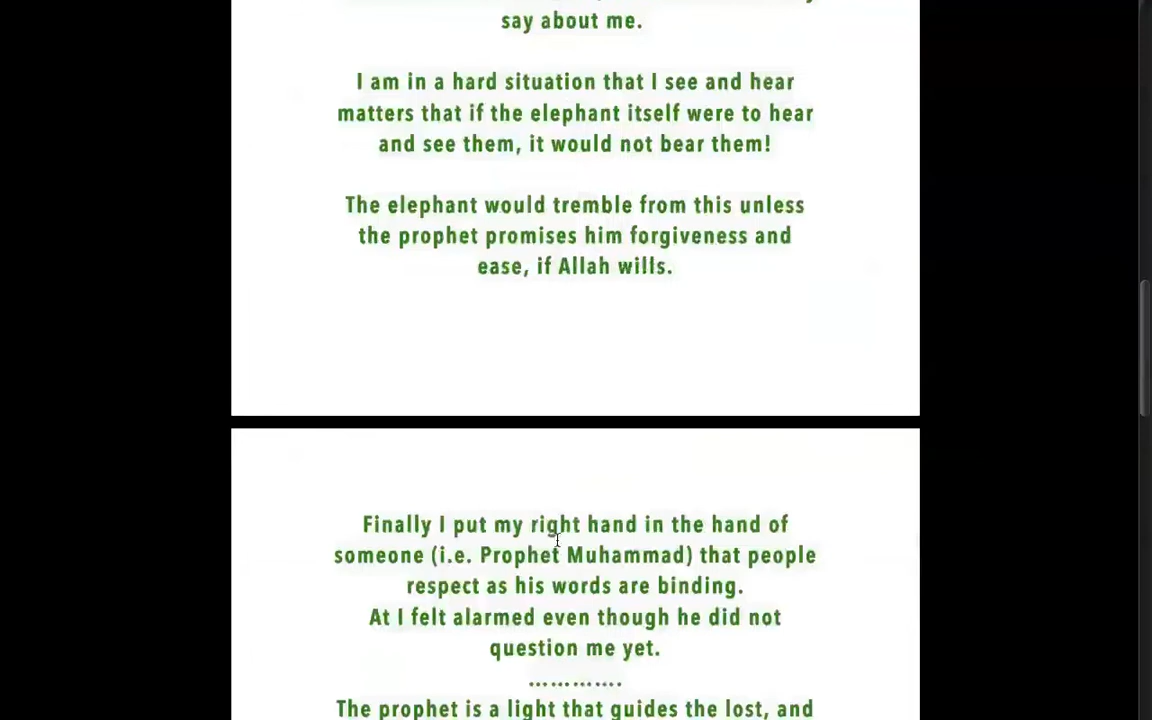 say about me.
I am in a hard situation that I see and hear
matters that if the elephant itself were to hear
and see them, it would not bear them!
The elephant would tremble from this unless
the prophet promises him forgiveness and
ease, if Allah wills.
Finally I put my right hand in the hand of
someone (i.e. Prophet Muhammad) that people
respect as his words are binding.
At I felt alarmed even though he did not
question me yet.
………….
The prophet is a light that guides the lost, and